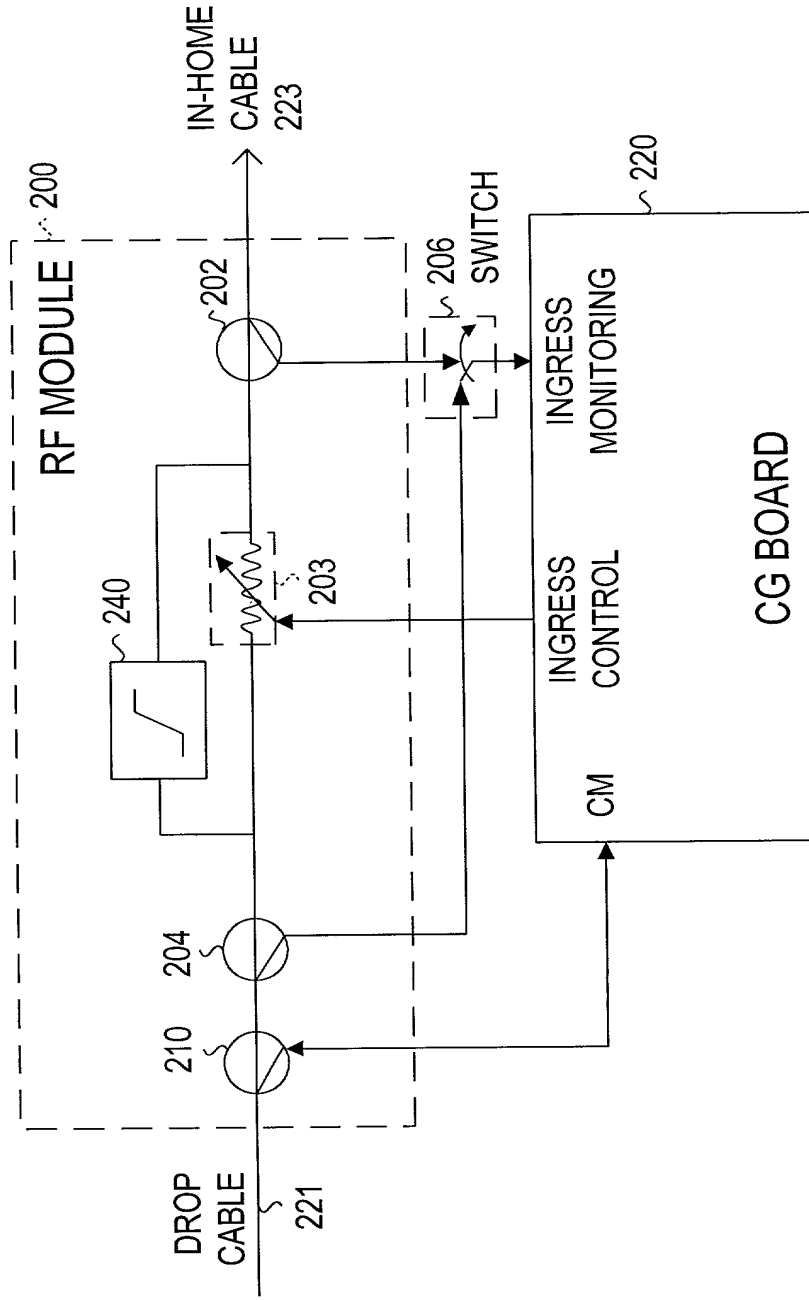 RF MODULE
200
IN-HOME
CABLE
223
DROP
CABLE
221
210
204
240
203
202
206
SWITCH
CM
INGRESS
CONTROL
INGRESS
MONITORING
220
CG BOARD